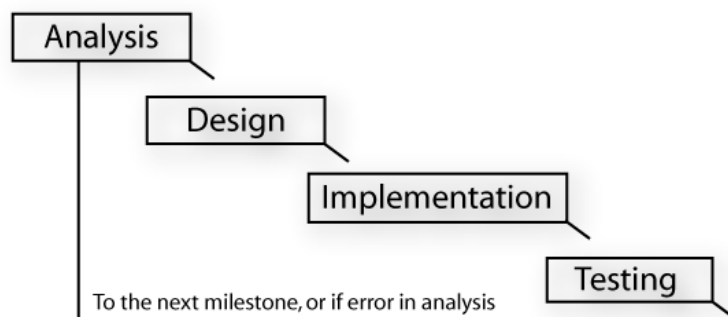 Analysis
Design
Implementation
Testing
To the next milestone, or if error in analysis